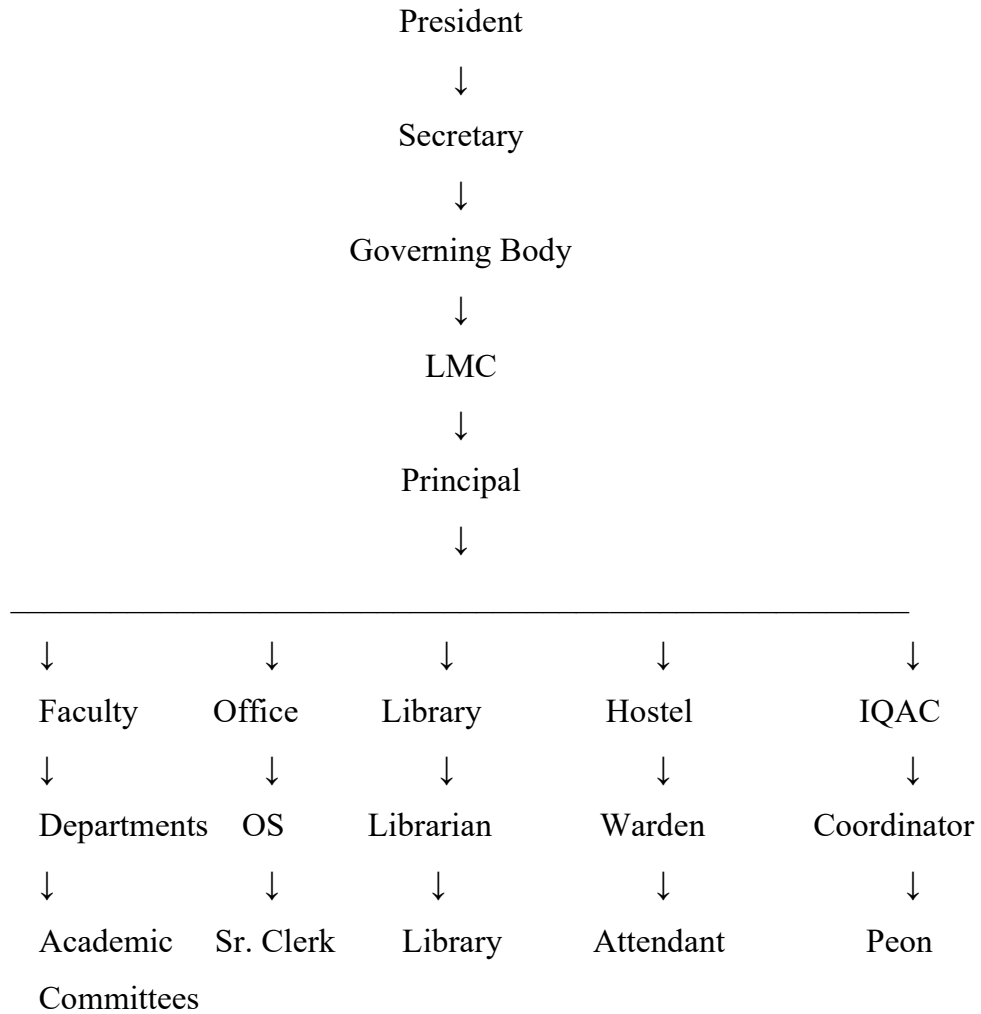 President
↓
Secretary
↓
Governing Body
↓
LMC
↓
Principal
↓
↓ ↓ ↓ ↓ ↓
Faculty Office Library Hostel IQAC
↓ ↓ ↓ ↓ ↓
Departments OS Librarian Warden Coordinator
↓ ↓ ↓ ↓ ↓
Academic Sr. Clerk Library Attendant Peon
Committees